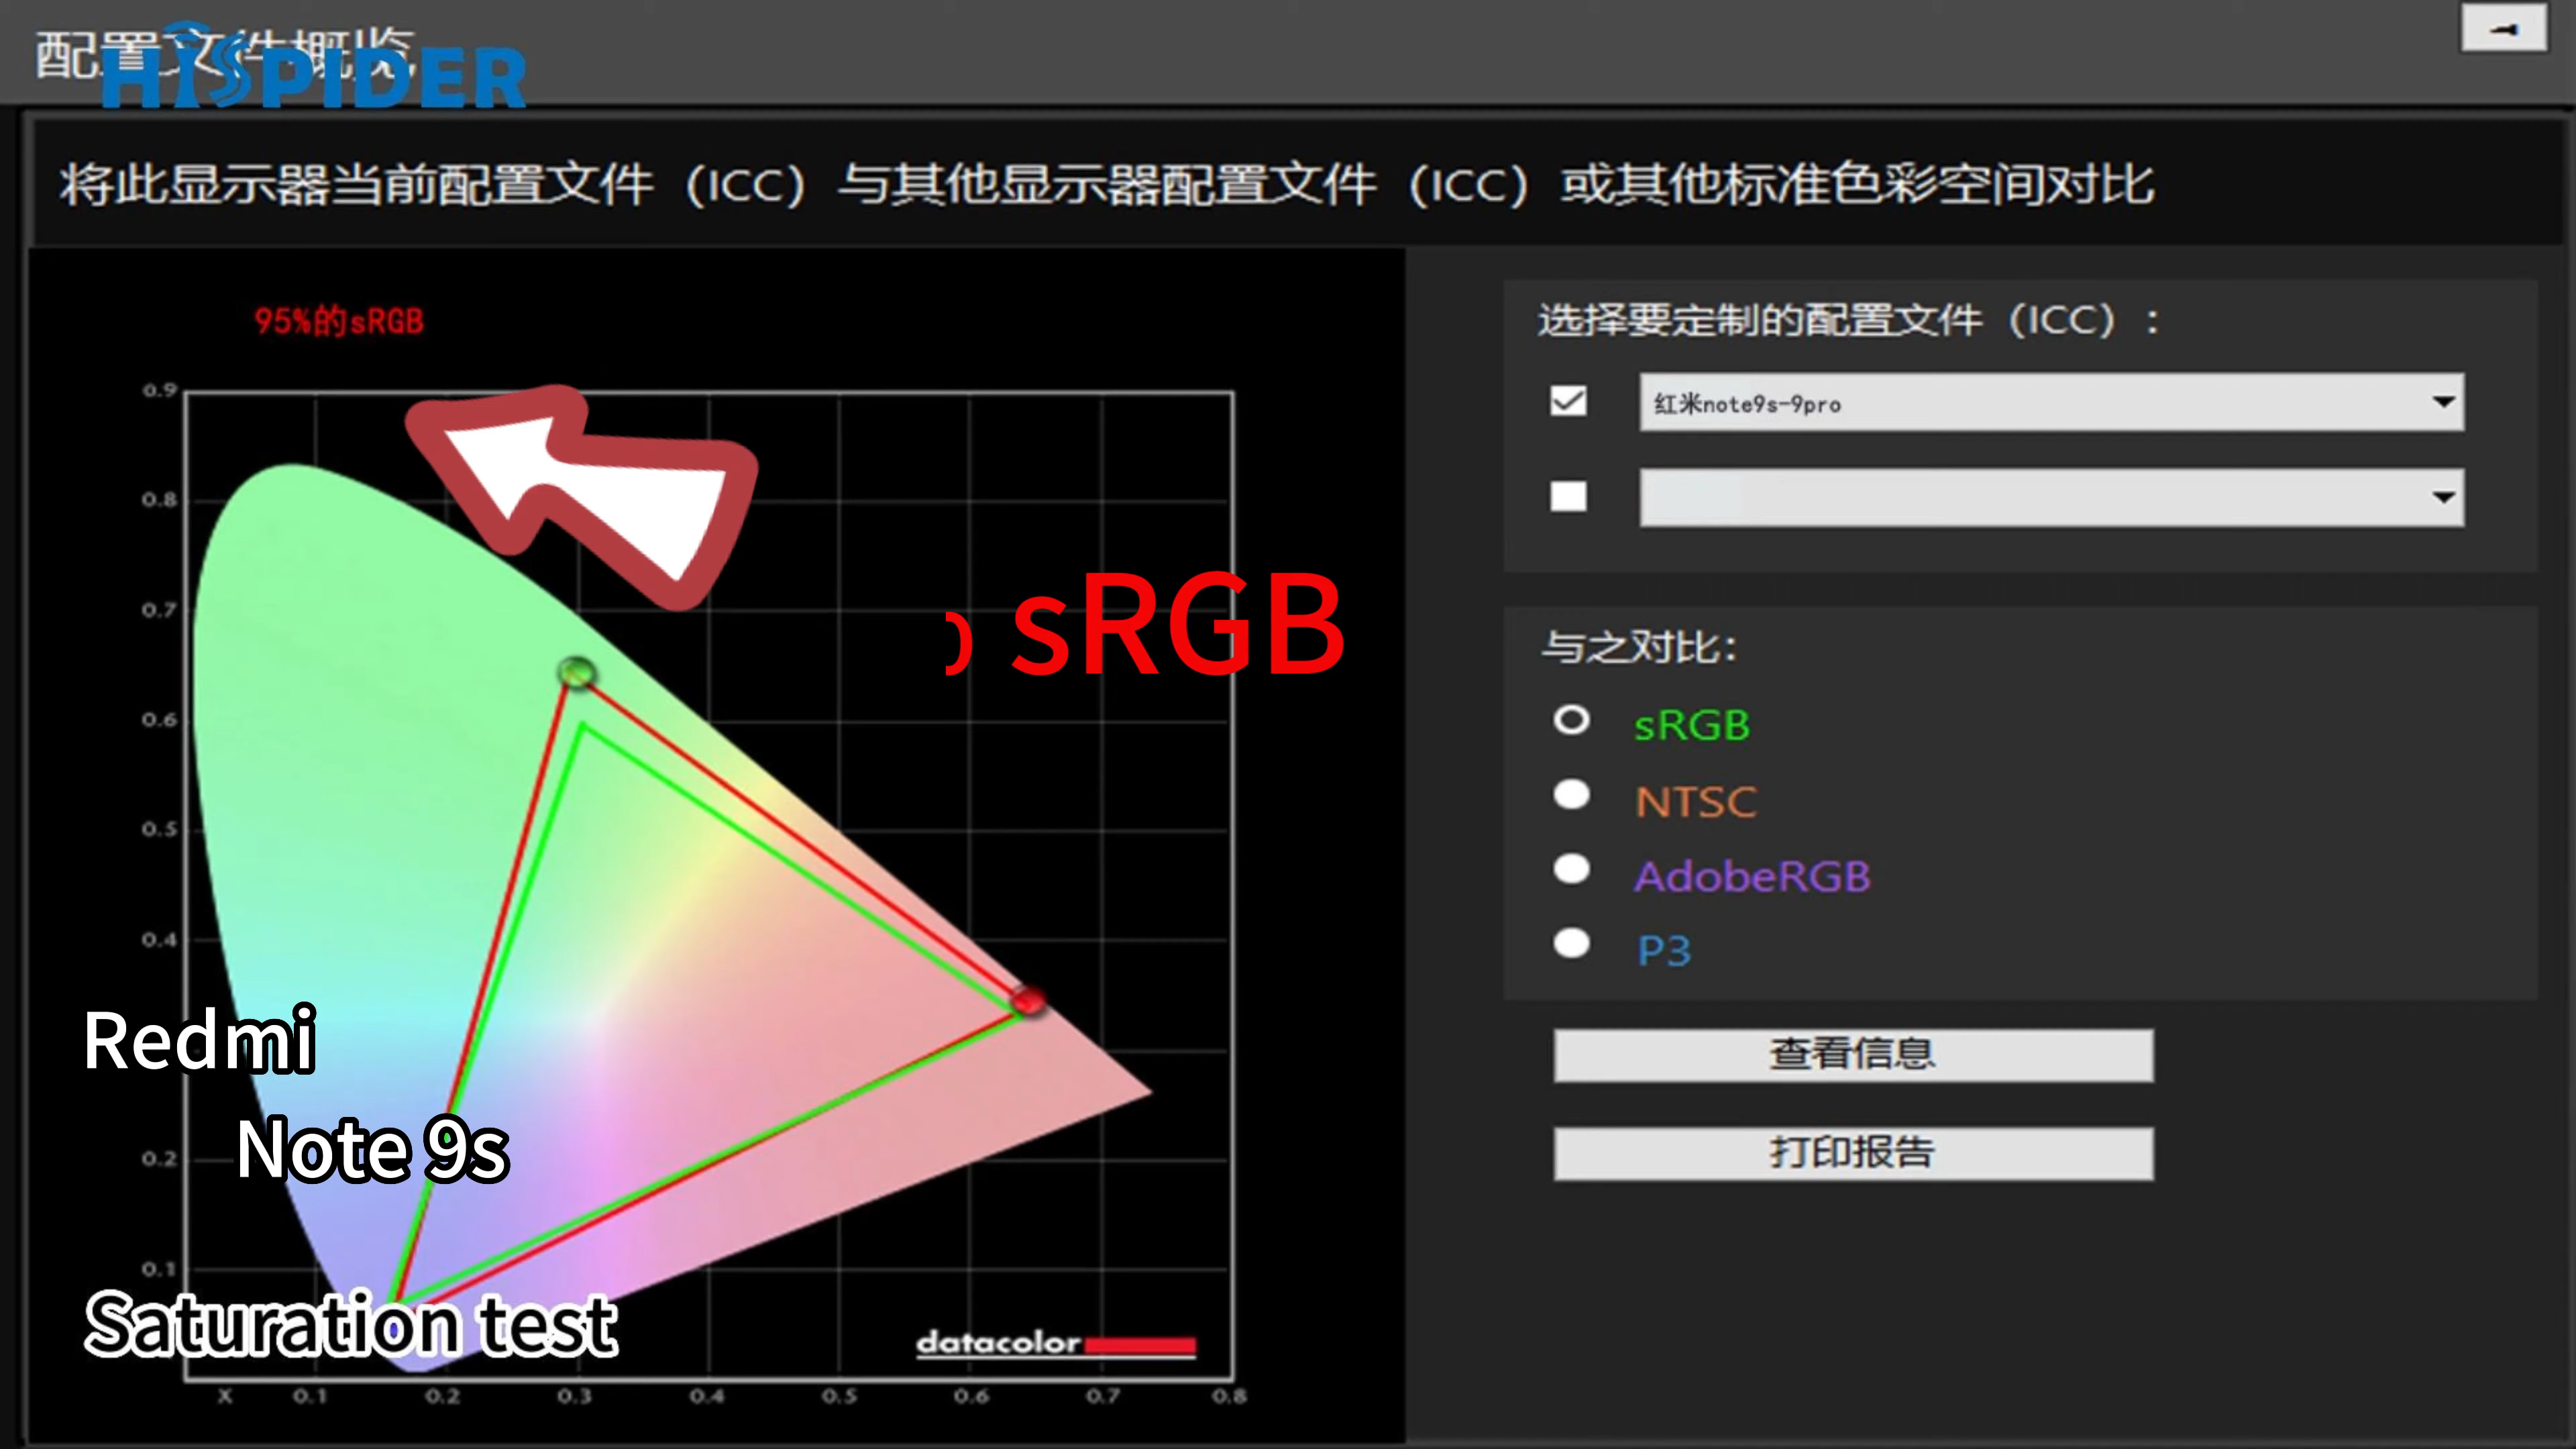 配置文件概览
HiSPIDER
将此显示器当前配置文件（ICC）与其他显示器配置文件（ICC）或其他标准色彩空间对比
95%的sRGB
选择要定制的配置文件（ICC）：
红米note9s-9pro
sRGB
与之对比：
sRGB
NTSC
AdobeRGB
P3
查看信息
打印报告
0.9
0.8
0.7
0.6
0.5
0.4
0.2
0.1
Redmi
Note 9s
Saturation test
datacolor
X 0.1 0.2 0.3 0.4 0.5 0.6 0.7 0.8